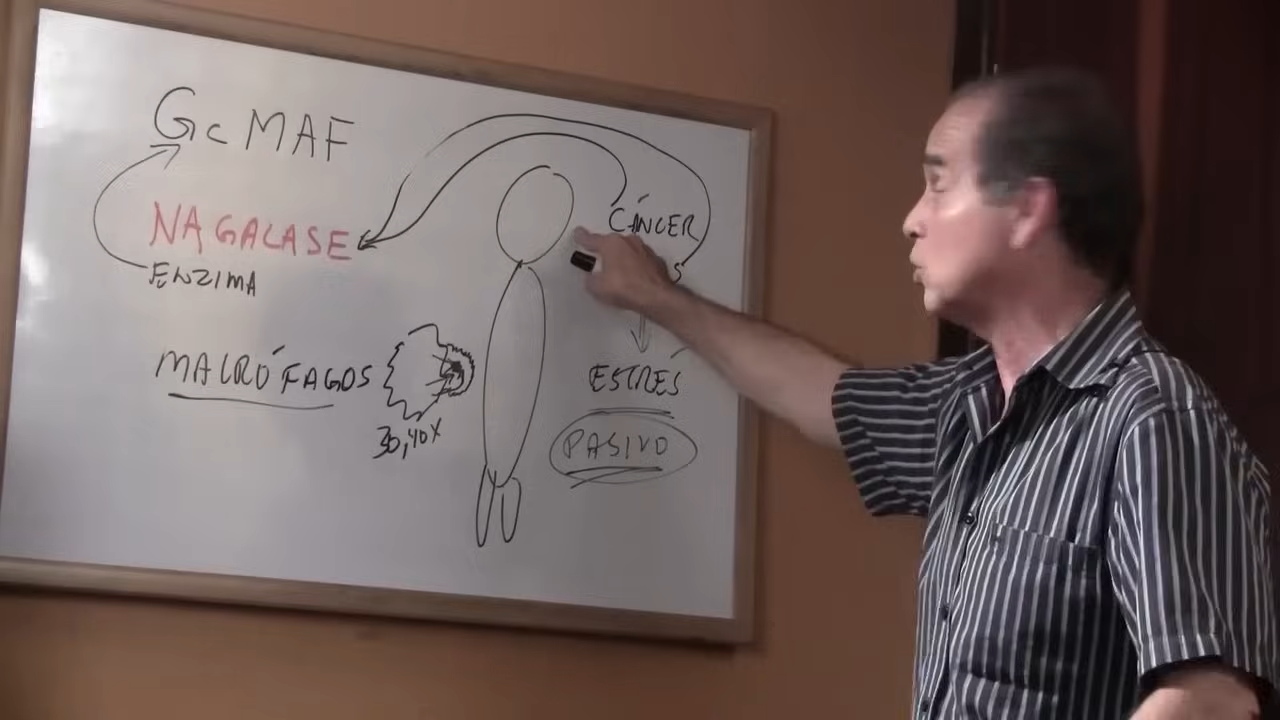 GcMAF
NAGALASE
ENZIMA
MACRÓFAGOS
30,40X
CÁNCER
ESTRÉS
PASIVO